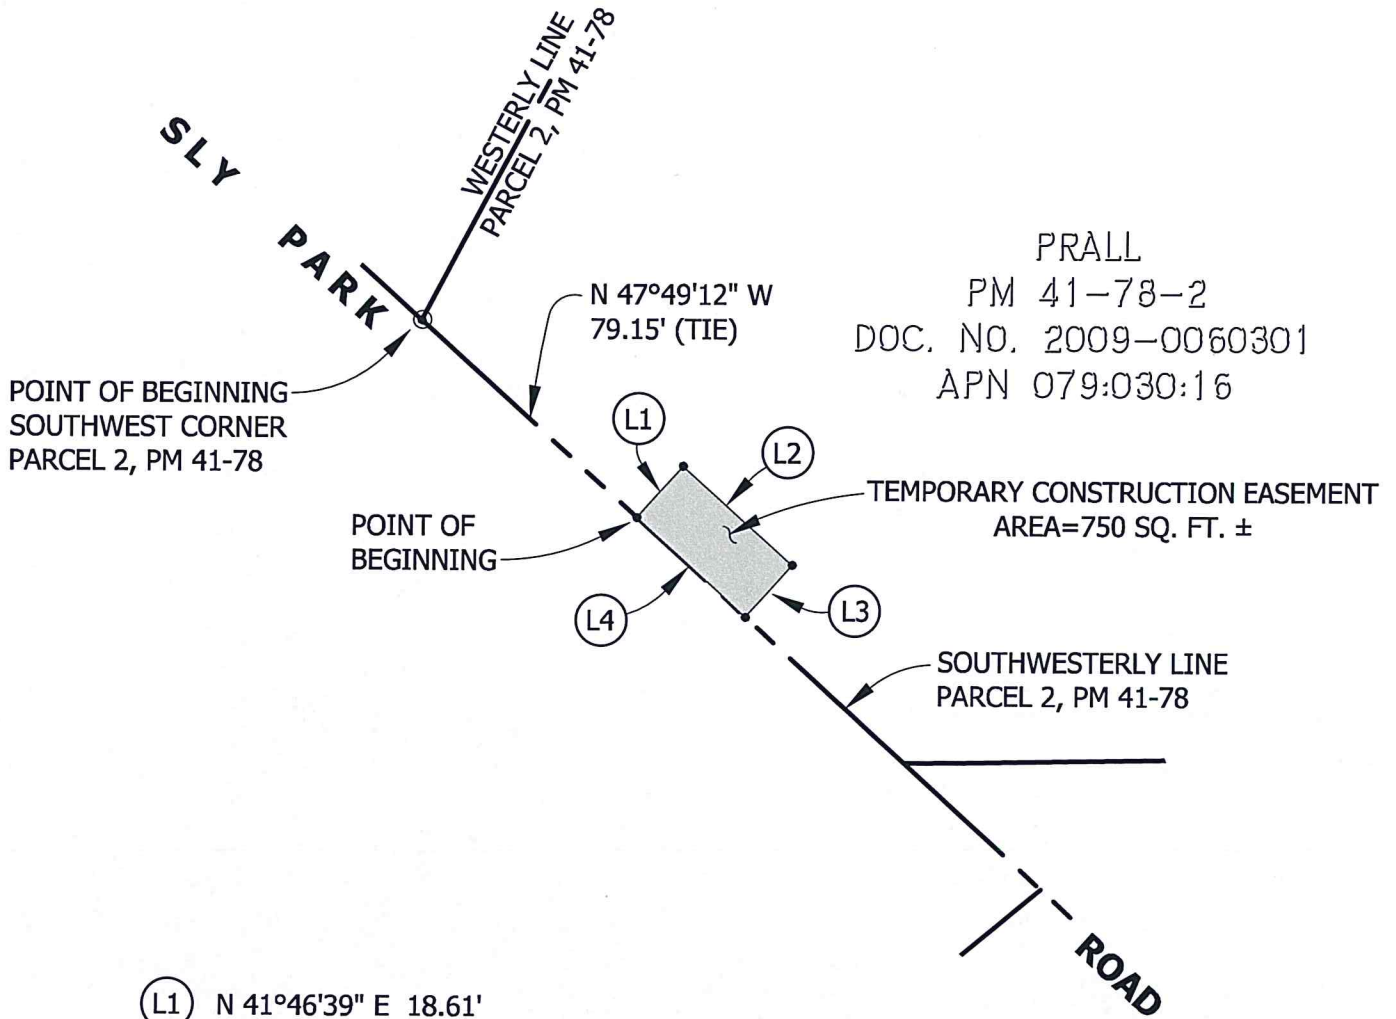 WESTERLY LINE
PARCEL 2, PM 41-78
SLY PARK ROAD
N 47°49'12" W
79.15' (TIE)
PRALL
PM 41-78-2
DOC. NO. 2009-0060301
APN 079:030:16
POINT OF BEGINNING
SOUTHWEST CORNER
PARCEL 2, PM 41-78
L1
L2
TEMPORARY CONSTRUCTION EASEMENT
AREA=750 SQ. FT. ±
POINT OF
BEGINNING
L4
L3
SOUTHWESTERLY LINE
PARCEL 2, PM 41-78
L1 N 41°46'39" E 18.61'